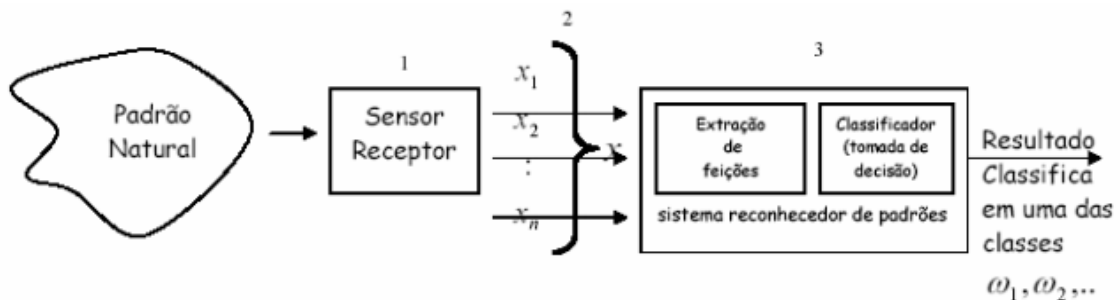 Padrão
Natural
1
Sensor
Receptor
2
x₁
x₂
:
xₙ
x
3
Extração
de
feições
Classificador
(tomada de
decisão)
sistema reconhecedor de padrões
Resultado
Classifica
em uma das
classes
ω₁, ω₂,..